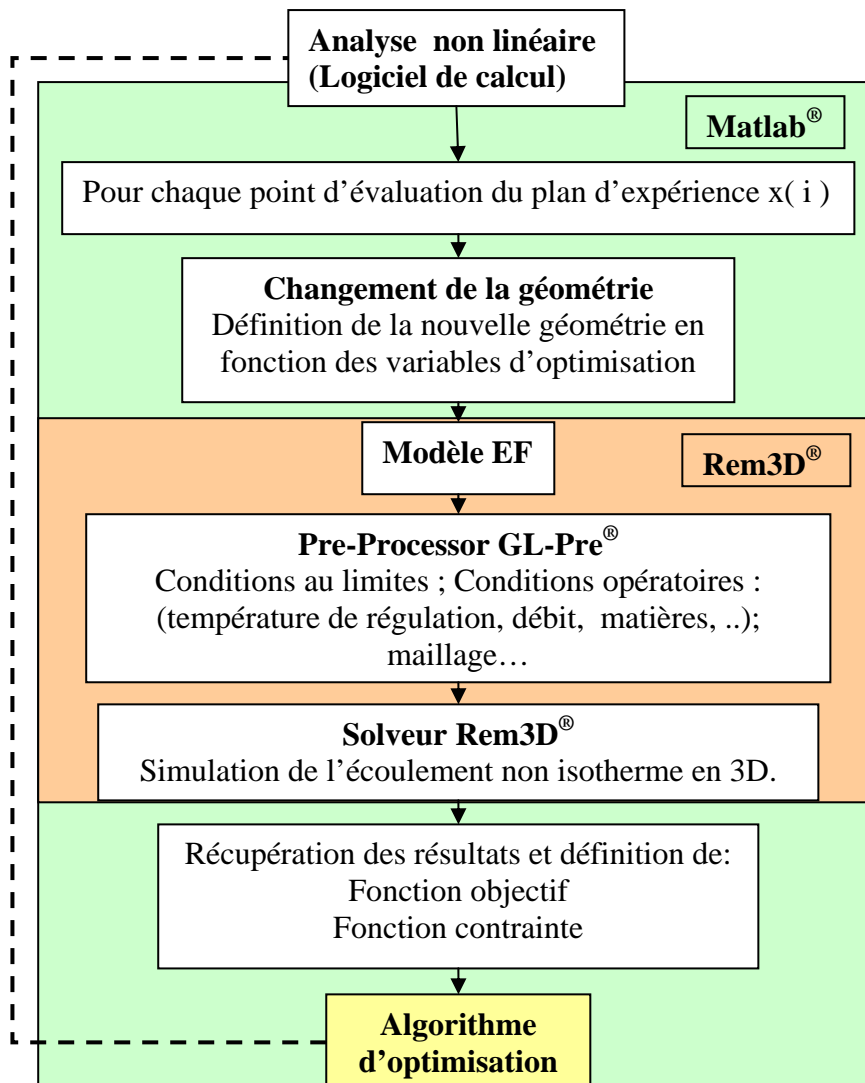 Analyse non linéaire
(Logiciel de calcul)
Matlab®
Pour chaque point d’évaluation du plan d’expérience x( i )
Changement de la géométrie
Définition de la nouvelle géométrie en
fonction des variables d’optimisation
Modèle EF
Rem3D®
Pre-Processor GL-Pre®
Conditions au limites ; Conditions opératoires :
(température de régulation, débit, matières, ..);
maillage…
Solveur Rem3D®
Simulation de l’écoulement non isotherme en 3D.
Récupération des résultats et définition de:
Fonction objectif
Fonction contrainte
Algorithme
d’optimisation